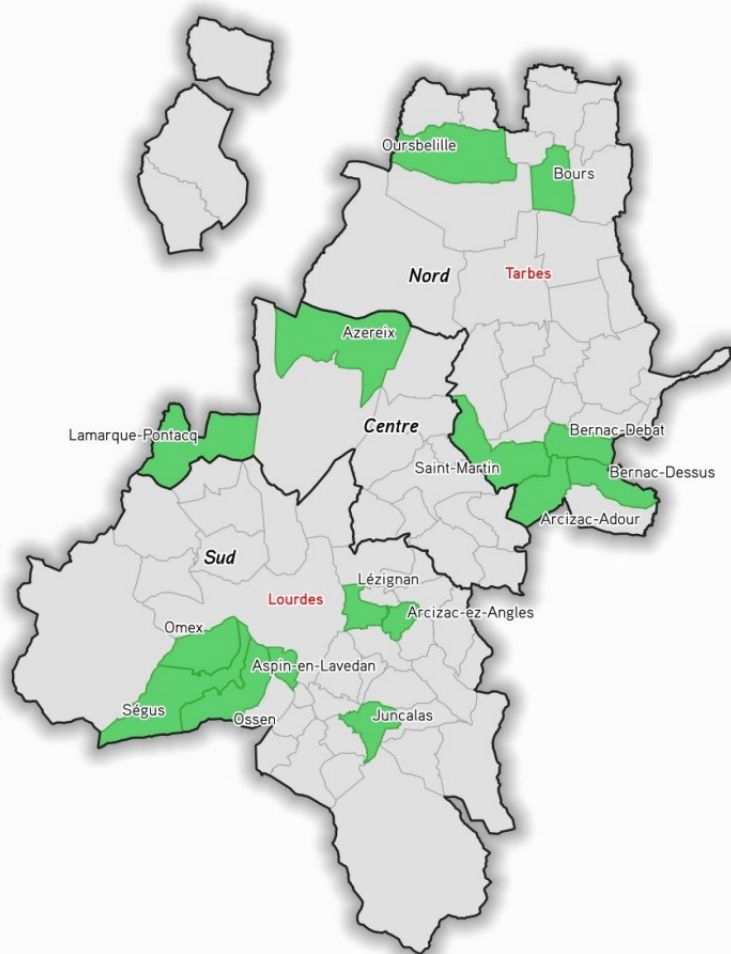 Oursbelille
Bours
Nord
Tarbes
Azereix
Centre
Lamarque-Pontacq
Bernac-Debat
Saint-Martin
Bernac-Dessus
Arcizac-Adour
Sud
Lézignan
Lourdes
Arcizac-ez-Angles
Omex
Aspin-en-Lavedan
Ségus
Ossen
Juncalas